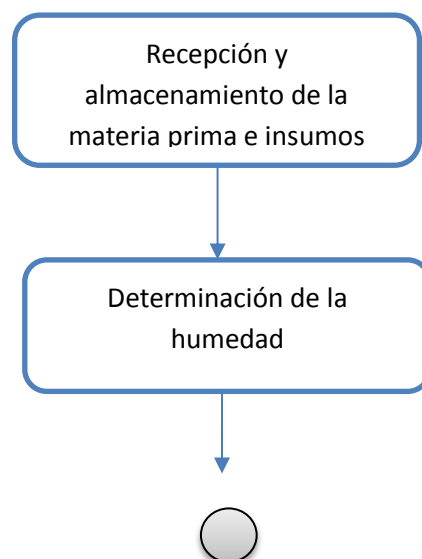 Recepción y
almacenamiento de la
materia prima e insumos
Determinación de la
humedad